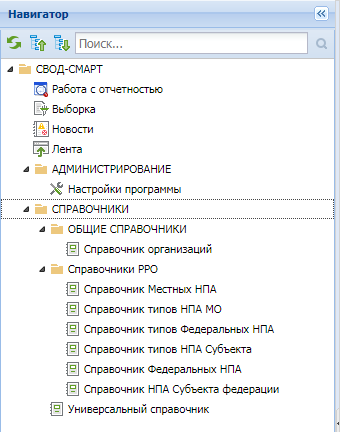 Навигатор
Поиск...
СВОД-СМАРТ
Работа с отчетностью
Выборка
Новости
Лента
АДМИНИСТРИРОВАНИЕ
Настройки программы
СПРАВОЧНИКИ
ОБЩИЕ СПРАВОЧНИКИ
Справочник организаций
Справочники РРО
Справочник Местных НПА
Справочник типов НПА МО
Справочник типов Федеральных НПА
Справочник типов НПА Субъекта
Справочник Федеральных НПА
Справочник НПА Субъекта федерации
Универсальный справочник